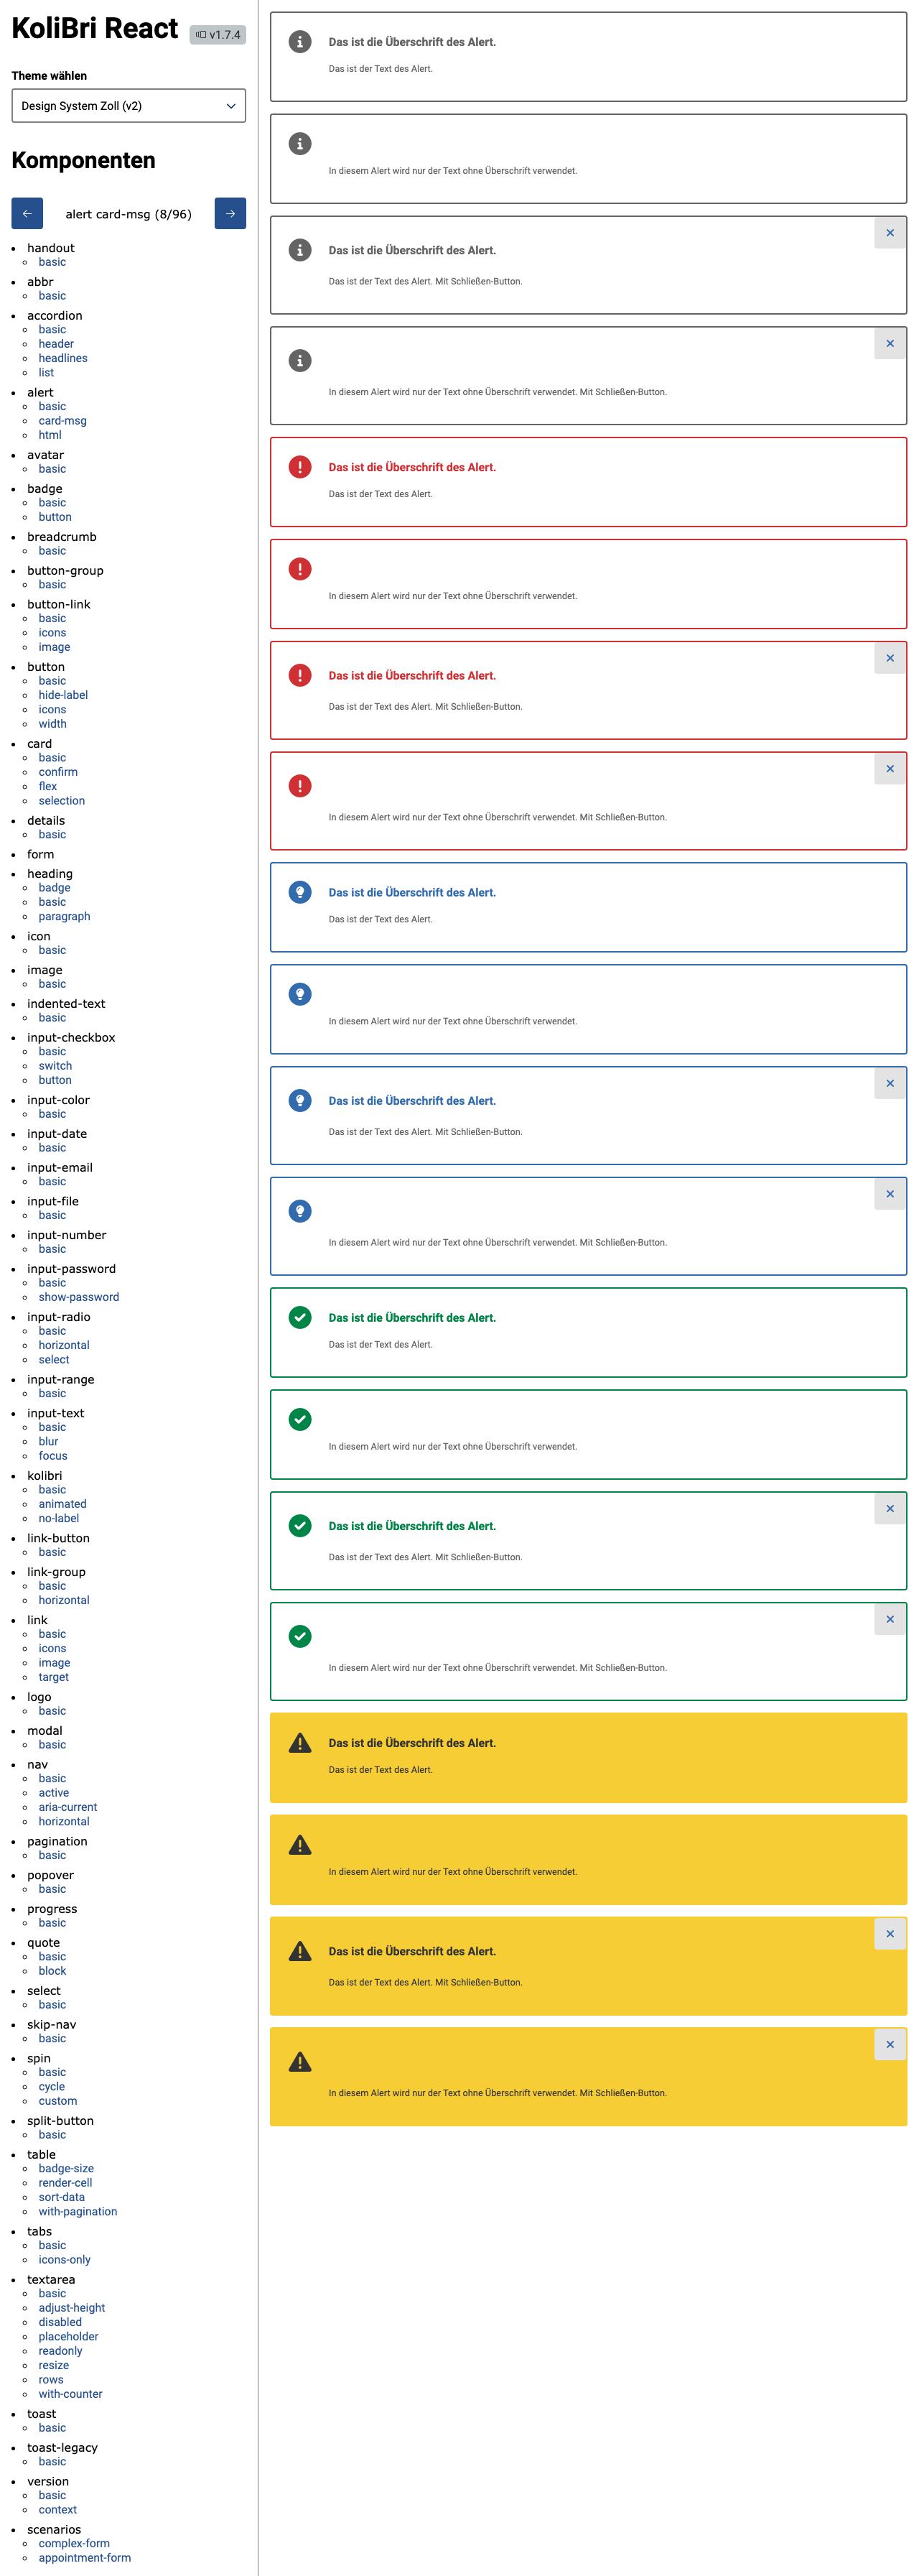 KoliBri React
v1.7.4
Theme wählen
Design System Zoll (v2)
Komponenten
alert card-msg (8/96)
handout
basic
abbr
basic
accordion
basic
header
headlines
list
alert
basic
card-msg
html
avatar
basic
badge
basic
button
breadcrumb
basic
button-group
basic
button-link
basic
icons
image
button
basic
hide-label
icons
width
card
basic
confirm
flex
selection
details
basic
form
heading
badge
basic
paragraph
icon
basic
image
basic
indented-text
basic
input-checkbox
basic
switch
button
input-color
basic
input-date
basic
input-email
basic
input-file
basic
input-number
basic
input-password
basic
show-password
input-radio
basic
horizontal
select
input-range
basic
input-text
basic
blur
focus
kolibri
basic
animated
no-label
link-button
basic
link-group
basic
horizontal
link
basic
icons
image
target
logo
basic
modal
basic
nav
basic
active
aria-current
horizontal
pagination
basic
popover
basic
progress
basic
quote
basic
block
select
basic
skip-nav
basic
spin
basic
cycle
custom
split-button
basic
table
badge-size
render-cell
sort-data
with-pagination
tabs
basic
icons-only
textarea
basic
adjust-height
disabled
placeholder
readonly
resize
rows
with-counter
toast
basic
toast-legacy
basic
version
basic
context
scenarios
complex-form
appointment-form
Das ist die Überschrift des Alert.
Das ist der Text des Alert.
In diesem Alert wird nur der Text ohne Überschrift verwendet.
Das ist die Überschrift des Alert.
Das ist der Text des Alert. Mit Schließen-Button.
In diesem Alert wird nur der Text ohne Überschrift verwendet. Mit Schließen-Button.
Das ist die Überschrift des Alert.
Das ist der Text des Alert.
In diesem Alert wird nur der Text ohne Überschrift verwendet.
Das ist die Überschrift des Alert.
Das ist der Text des Alert. Mit Schließen-Button.
In diesem Alert wird nur der Text ohne Überschrift verwendet. Mit Schließen-Button.
Das ist die Überschrift des Alert.
Das ist der Text des Alert.
In diesem Alert wird nur der Text ohne Überschrift verwendet.
Das ist die Überschrift des Alert.
Das ist der Text des Alert. Mit Schließen-Button.
In diesem Alert wird nur der Text ohne Überschrift verwendet. Mit Schließen-Button.
Das ist die Überschrift des Alert.
Das ist der Text des Alert.
In diesem Alert wird nur der Text ohne Überschrift verwendet.
Das ist die Überschrift des Alert.
Das ist der Text des Alert. Mit Schließen-Button.
In diesem Alert wird nur der Text ohne Überschrift verwendet. Mit Schließen-Button.
Das ist die Überschrift des Alert.
Das ist der Text des Alert.
In diesem Alert wird nur der Text ohne Überschrift verwendet.
Das ist die Überschrift des Alert.
Das ist der Text des Alert. Mit Schließen-Button.
In diesem Alert wird nur der Text ohne Überschrift verwendet. Mit Schließen-Button.